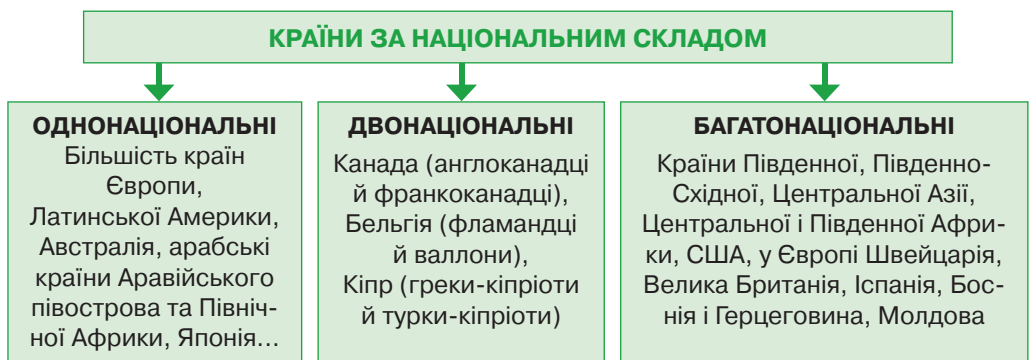 КРАЇНИ ЗА НАЦІОНАЛЬНИМ СКЛАДОМ
ОДНОНАЦІОНАЛЬНІ
Більшість країн
Європи,
Латинської Америки,
Австралія, арабські
країни Аравійського
півострова та Північ-
ної Африки, Японія...
ДВОНАЦІОНАЛЬНІ
Канада (англоканадці
й франкоканадці),
Бельгія (фламандці
й валлони),
Кіпр (греки-кіпріоти
й турки-кіпріоти)
БАГАТОНАЦІОНАЛЬНІ
Країни Південної, Південно-
Східної, Центральної Азії,
Центральної і Південної Афри-
ки, США, у Європі Швейцарія,
Велика Британія, Іспанія, Бос-
нія і Герцеговина, Молдова